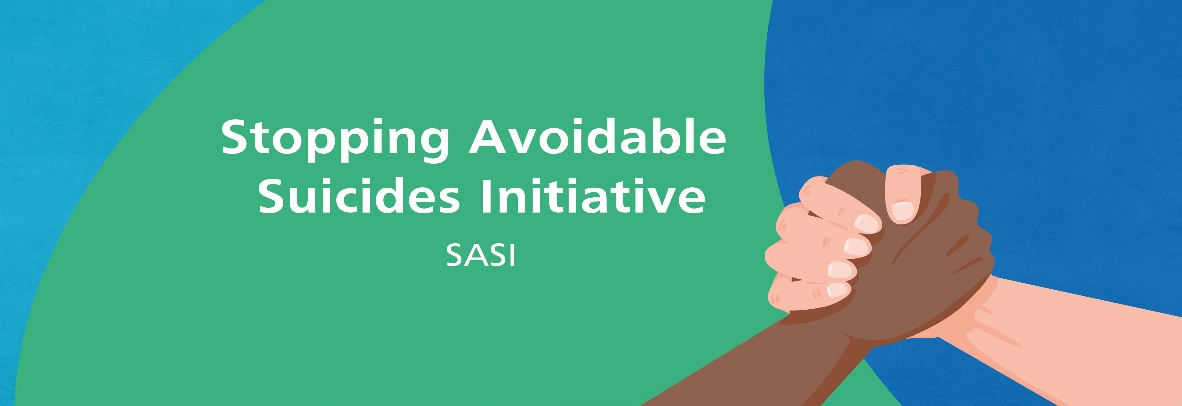 Stopping Avoidable
Suicides Initiative
SASI